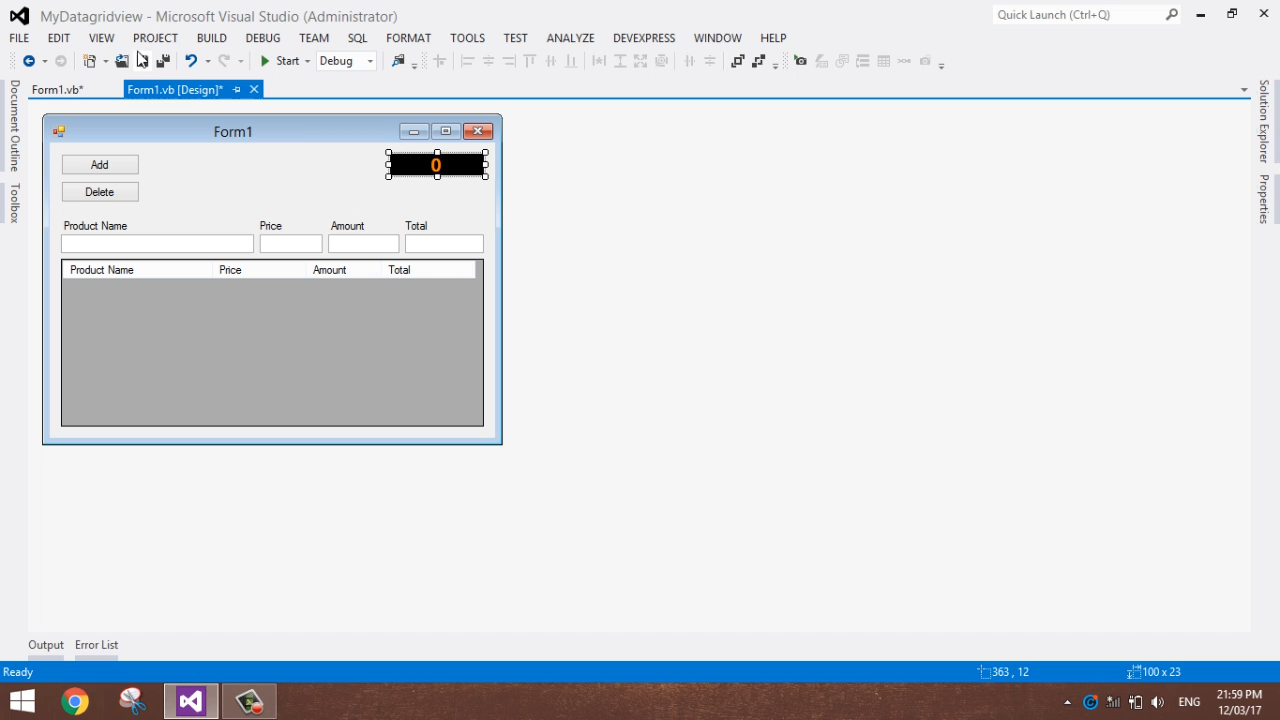 MyDatagridview - Microsoft Visual Studio (Administrator)
Quick Launch (Ctrl+Q)
FILE EDIT VIEW PROJECT BUILD DEBUG TEAM SQL FORMAT TOOLS TEST ANALYZE DEVEXPRESS WINDOW HELP
Start Debug
Form1.vb* Form1.vb [Design]*
Document Outline
Toolbox
Solution Explorer
Properties
Form1
Add
0
Delete
Product Name Price Amount Total
Product Name Price Amount Total
Output Error List
Ready 363 , 12 100 x 23
ENG
21:59 PM
12/03/17